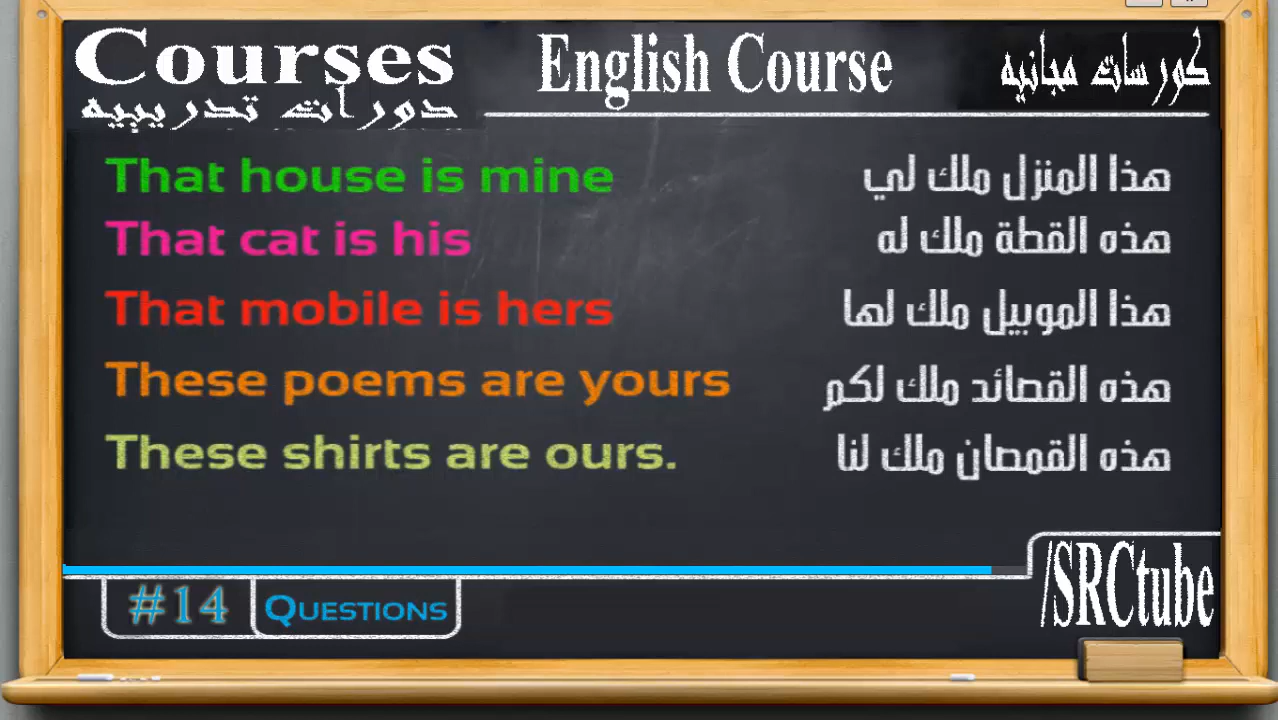 Courses
دورات تدريبيه
English Course
كورسات مجانيه
That house is mine
هذا المنزل ملك لي
That cat is his
هذه القطة ملك له
That mobile is hers
هذا الموبيل ملك لها
These poems are yours
هذه القصائد ملك لكم
These shirts are ours.
هذه القمصان ملك لنا
#14
QUESTIONS
/SRCtube